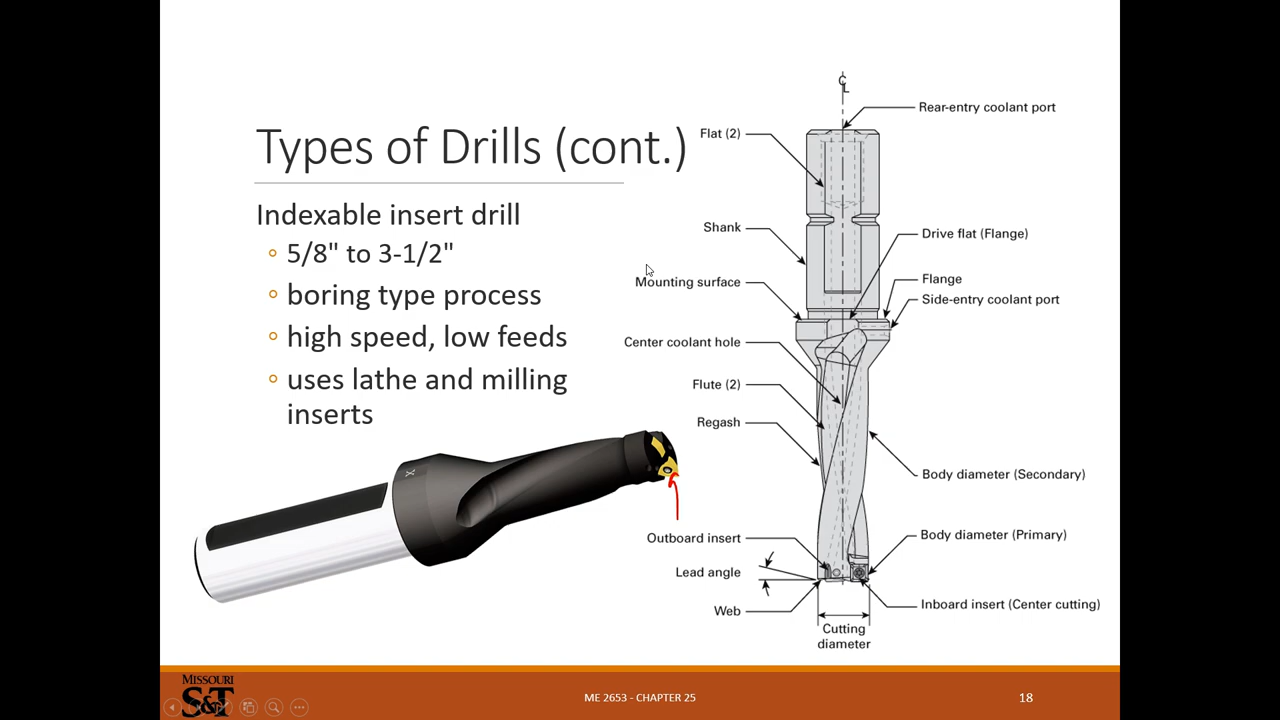 Types of Drills (cont.)
Indexable insert drill
5/8" to 3-1/2"
boring type process
high speed, low feeds
uses lathe and milling
inserts
X
CL
Rear-entry coolant port
Flat (2)
Shank
Drive flat (Flange)
Mounting surface
Flange
Side-entry coolant port
Center coolant hole
Flute (2)
Regash
Body diameter (Secondary)
Outboard insert
Body diameter (Primary)
Lead angle
Web
Inboard insert (Center cutting)
Cutting
diameter
MISSOURI
S&T
ME 2653 - CHAPTER 25
18